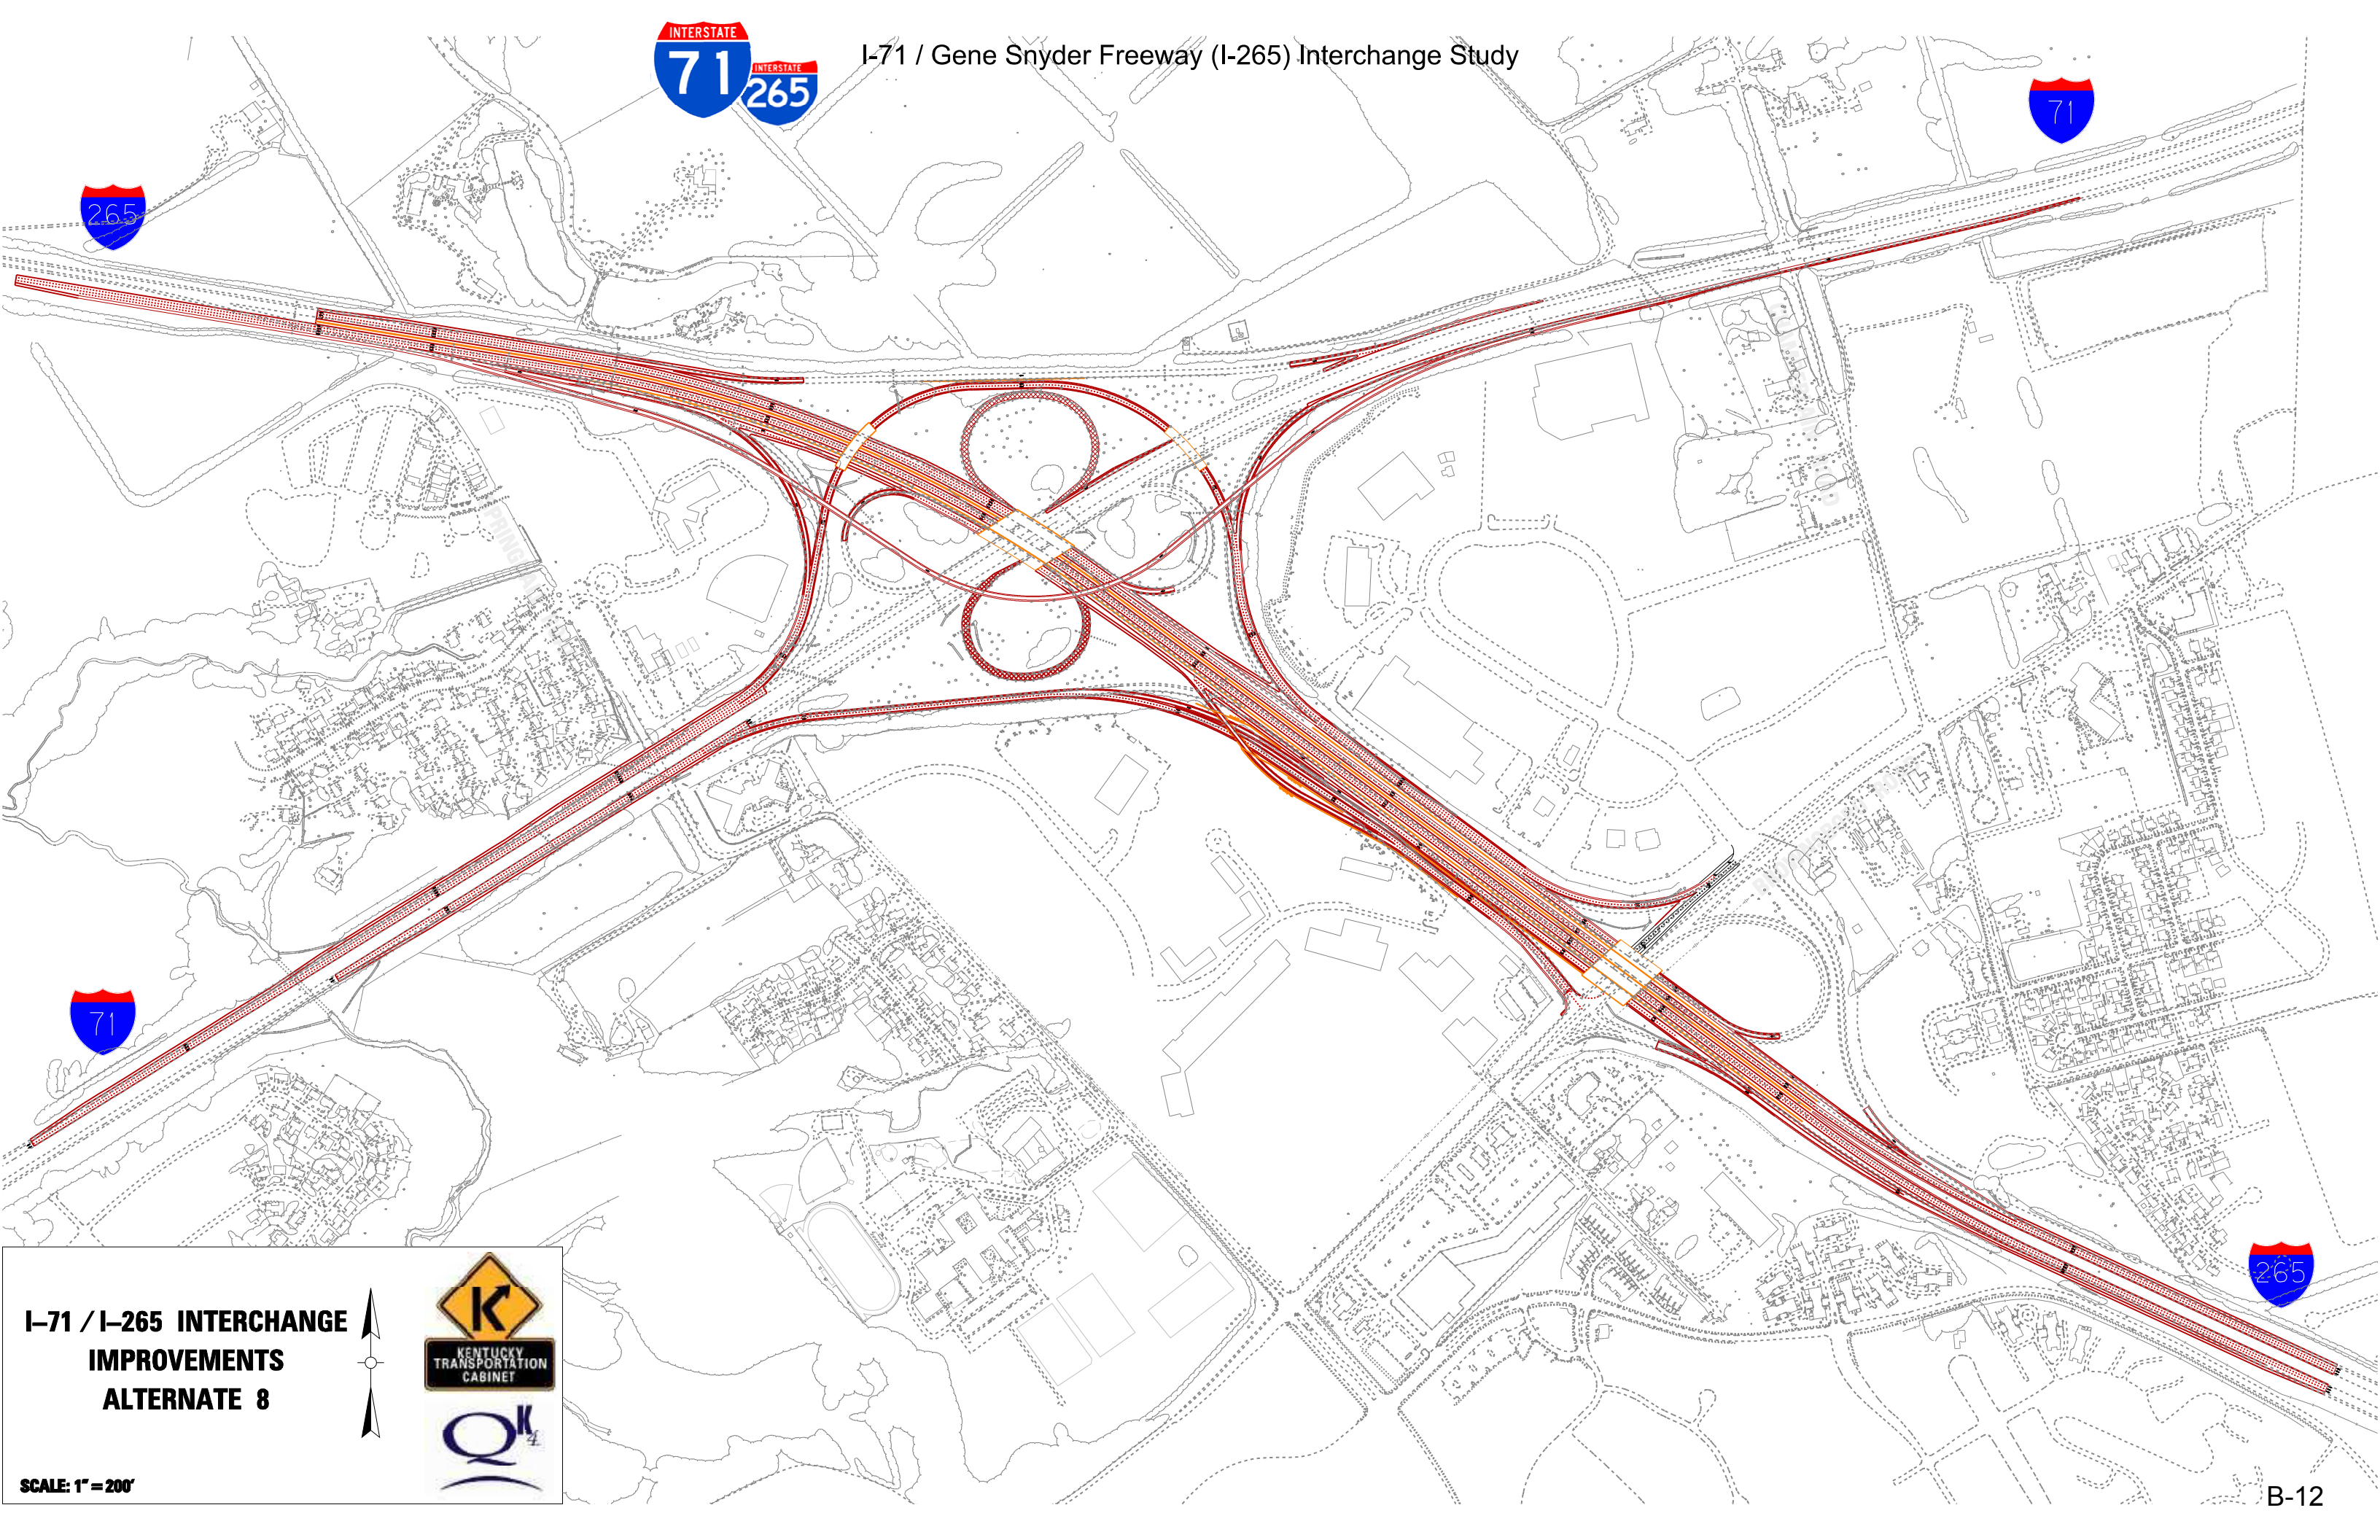 INTERSTATE
71
INTERSTATE
265
I-71 / Gene Snyder Freeway (I-265) Interchange Study
71
265
71
265
I–71 / I–265 INTERCHANGE
IMPROVEMENTS
ALTERNATE 8
SCALE: 1" = 200'
K
KENTUCKY
TRANSPORTATION
CABINET
QK4
B-12